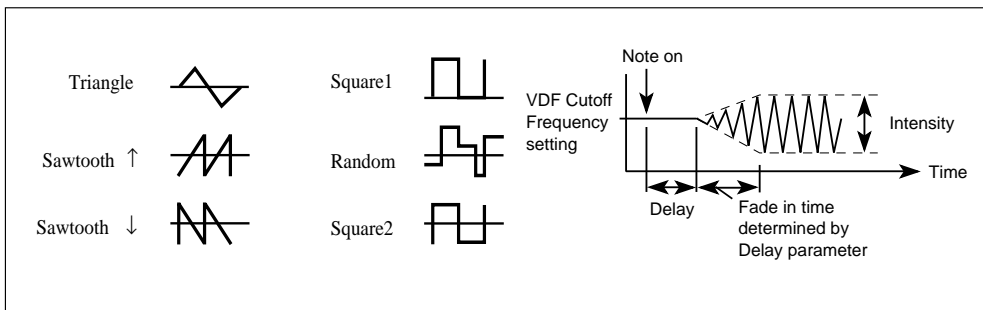 Triangle
Sawtooth ↑
Sawtooth ↓
Square1
Random
Square2
Note on
VDF Cutoff
Frequency
setting
Intensity
Time
Delay
Fade in time
determined by
Delay parameter